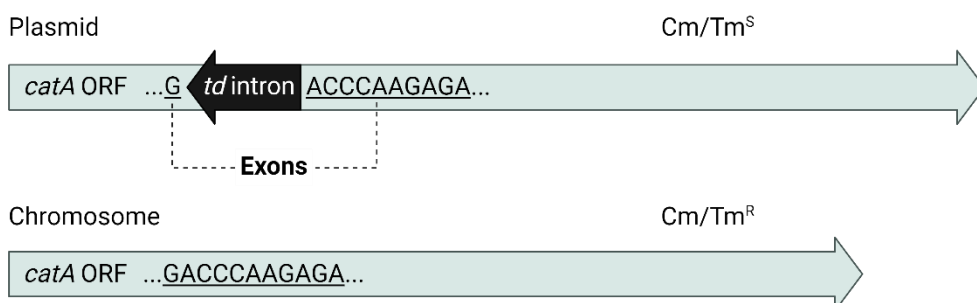 Plasmid Cm/Tmˢ
catA ORF ...G td intron ACCCAAGAGA...
Exons
Chromosome Cm/Tmᴿ
catA ORF ...GACCCAAGAGA...